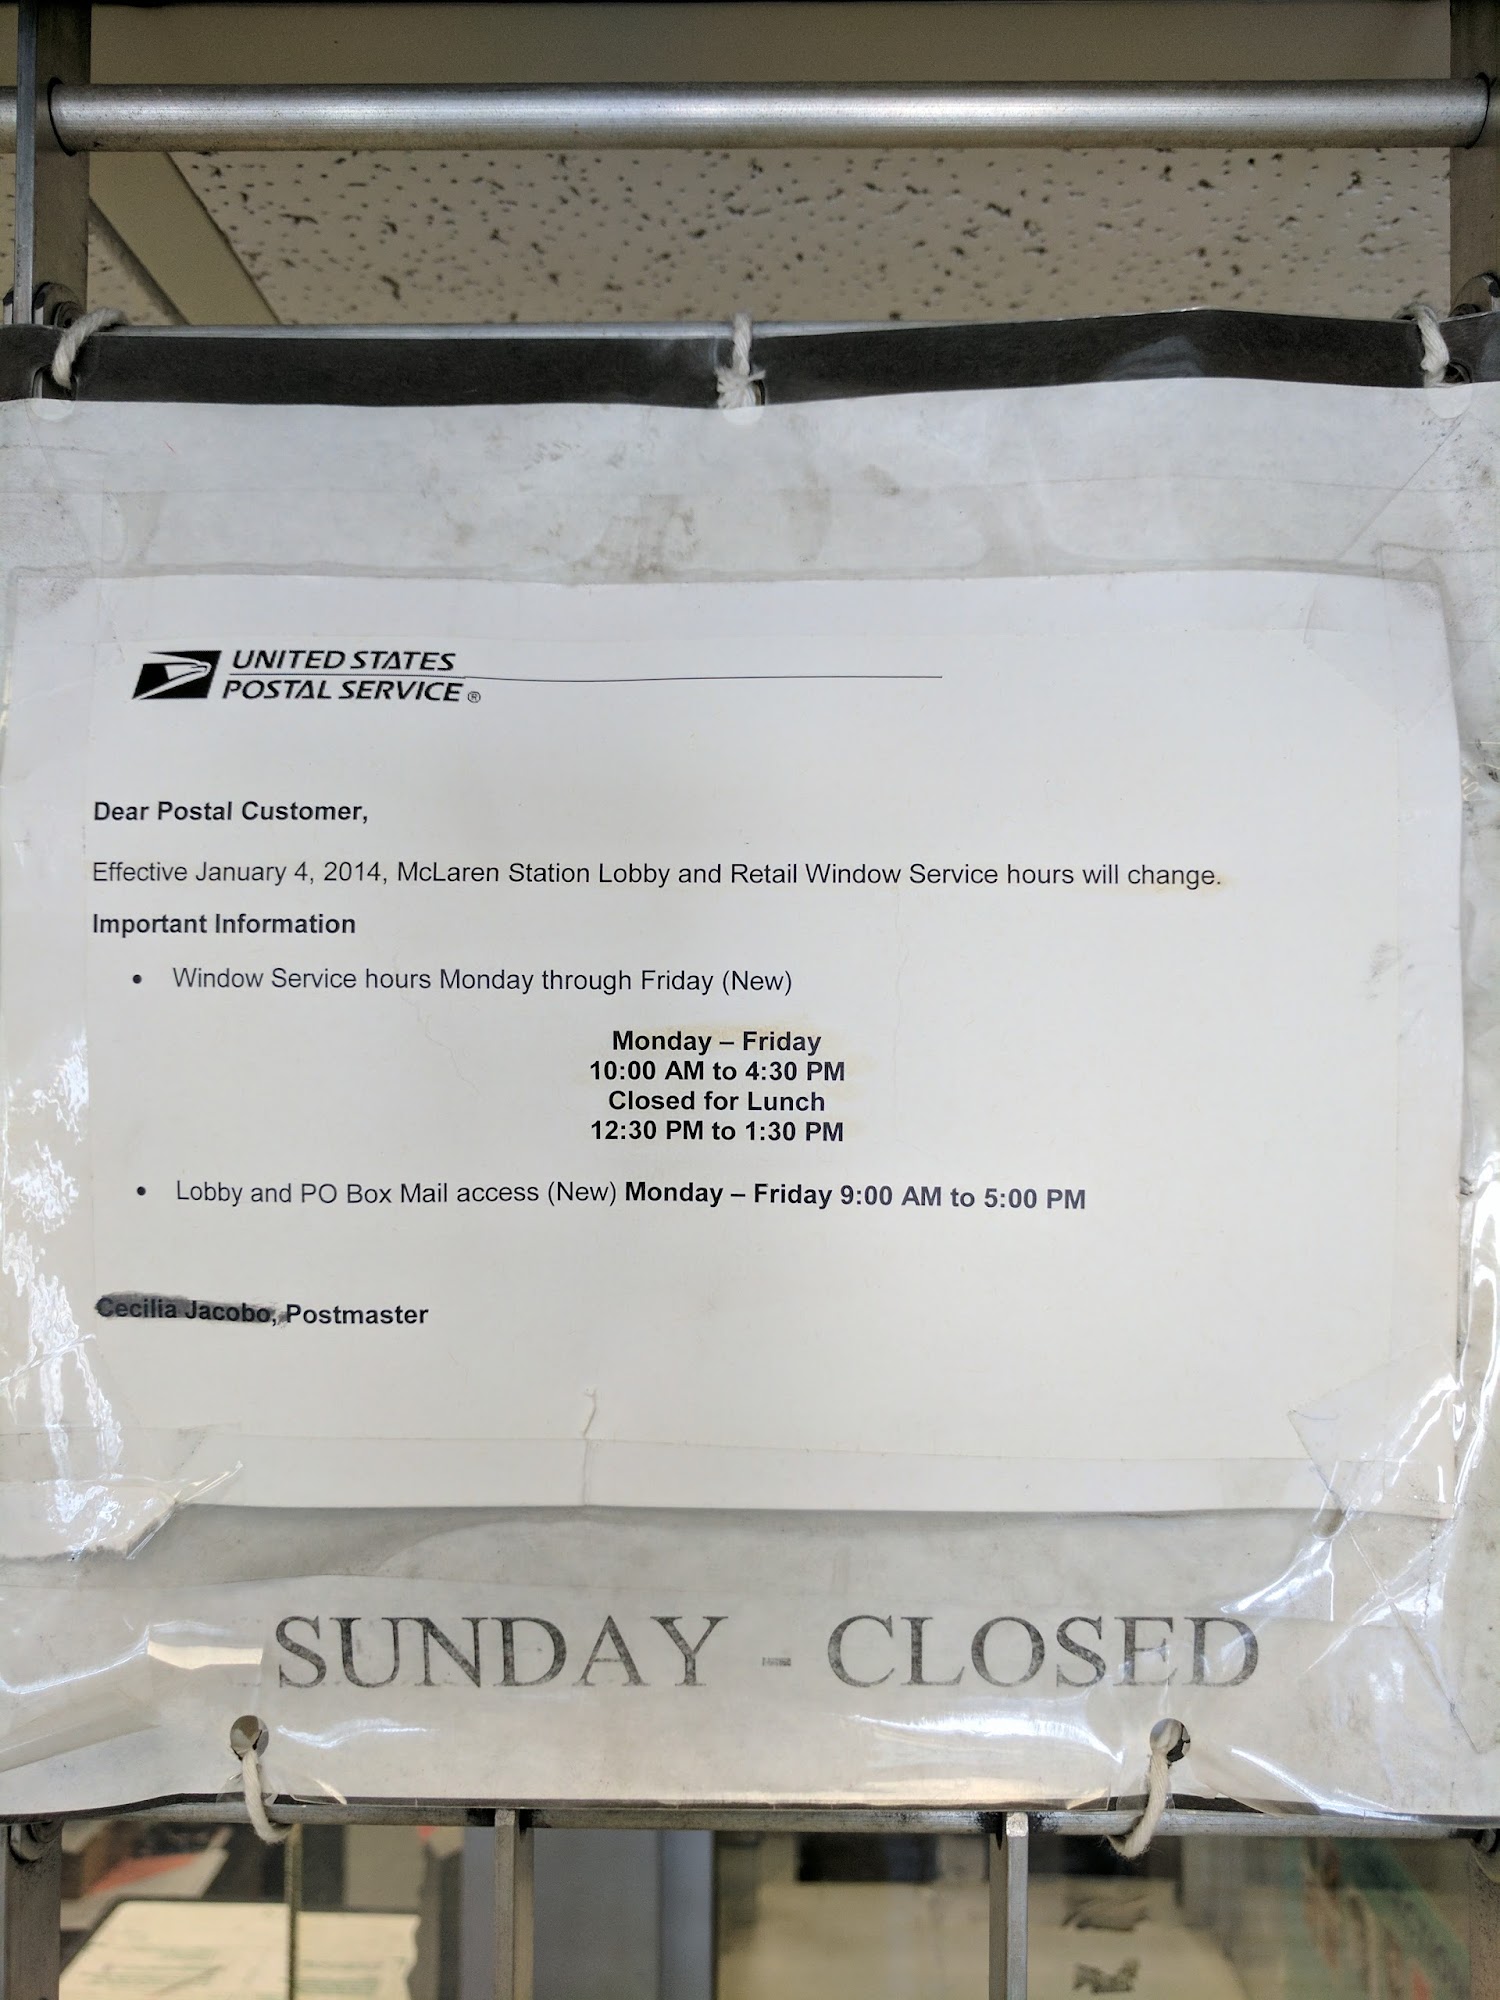 UNITED STATES
POSTAL SERVICE®
Dear Postal Customer,
Effective January 4, 2014, McLaren Station Lobby and Retail Window Service hours will change.
Important Information
• Window Service hours Monday through Friday (New)
Monday – Friday
10:00 AM to 4:30 PM
Closed for Lunch
12:30 PM to 1:30 PM
• Lobby and PO Box Mail access (New) Monday – Friday 9:00 AM to 5:00 PM
Cecilia Jacobo, Postmaster
SUNDAY - CLOSED